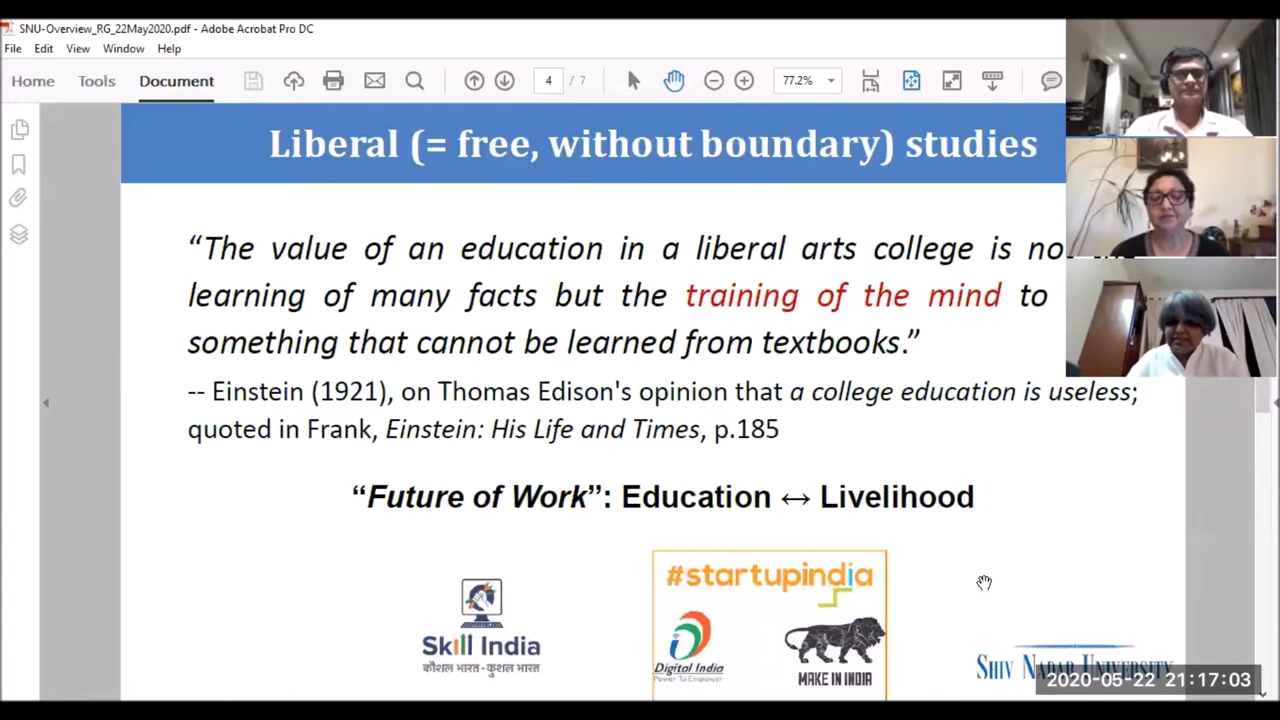 SNU-Overview_RG_22May2020.pdf - Adobe Acrobat Pro DC
File Edit View Window Help
Home Tools Document 4 / 7 77.2%
Liberal (= free, without boundary) studies
“The value of an education in a liberal arts college is
learning of many facts but the training of the mind to
something that cannot be learned from textbooks.”
-- Einstein (1921), on Thomas Edison's opinion that a college education is useless;
quoted in Frank, Einstein: His Life and Times, p.185
“Future of Work”: Education ↔ Livelihood
#startupindia
Skill India
कौशल भारत-कुशल भारत
Digital India
Power To Empower
MAKE IN INDIA
SHIV NADAR UNIVERSITY
2020-05-22 21:17:03